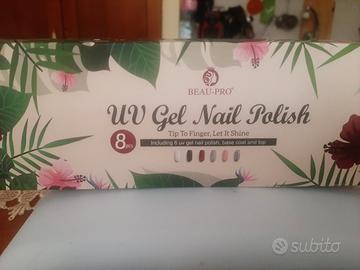 BEAU-PRO®
UV Gel Nail Polish
8 PCS
Tip To Finger, Let It Shine
Including 6 uv gel nail polish, base coat and top
subito